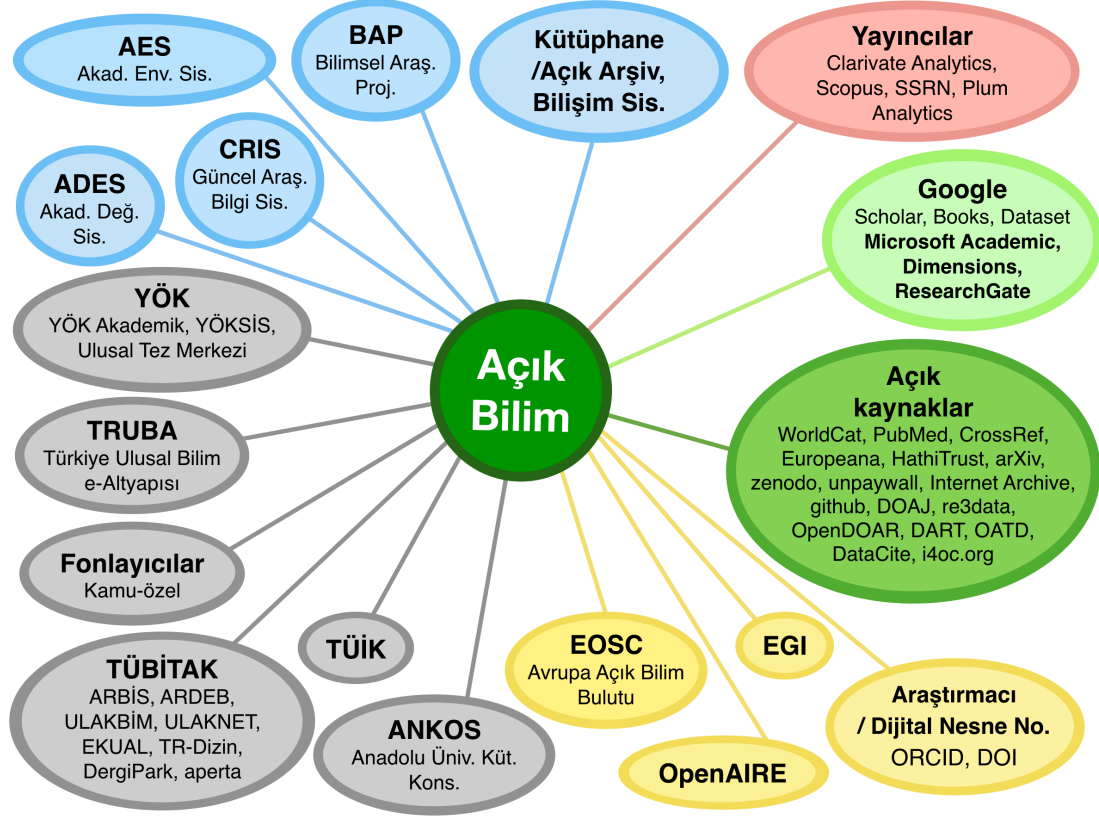 AES
Akad. Env. Sis.
BAP
Bilimsel Araş.
Proj.
Kütüphane
/Açık Arşiv,
Bilişim Sis.
Yayıncılar
Clarivate Analytics,
Scopus, SSRN, Plum
Analytics
CRIS
Güncel Araş.
Bilgi Sis.
ADES
Akad. Değ.
Sis.
Google
Scholar, Books, Dataset
Microsoft Academic,
Dimensions,
ResearchGate
YÖK
YÖK Akademik, YÖKSİS,
Ulusal Tez Merkezi
Açık
Bilim
Açık
kaynaklar
WorldCat, PubMed, CrossRef,
Europeana, HathiTrust, arXiv,
zenodo, unpaywall, Internet Archive,
github, DOAJ, re3data,
OpenDOAR, DART, OATD,
DataCite, i4oc.org
TRUBA
Türkiye Ulusal Bilim
e-Altyapısı
Fonlayıcılar
Kamu-özel
TÜİK
EOSC
Avrupa Açık Bilim
Bulutu
EGI
TÜBİTAK
ARBİS, ARDEB,
ULAKBİM, ULAKNET,
EKUAL, TR-Dizin,
DergiPark, aperta
ANKOS
Anadolu Üniv. Küt.
Kons.
OpenAIRE
Araştırmacı
/ Dijital Nesne No.
ORCID, DOI